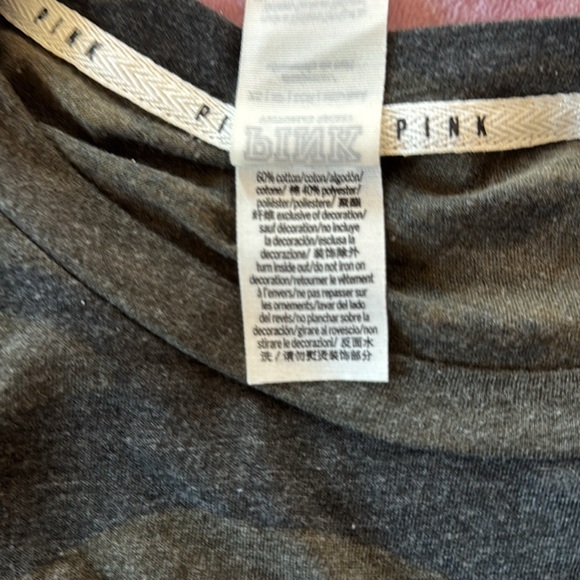 PINK
PI
PINK
PINK
60% cotton/coton/algodón/
cotone/ 棉 40% polyester/
poliéster/poliestere/ 聚酯
纤维 exclusive of decoration/
sauf décoration/no incluye
la decoración/esclusa la
decorazione/ 装饰除外
turn inside out/do not iron on
decoration/retourner le vêtement
à l'envers/ne pas repasser sur
les ornements/lavar del lado
del revés/no planchar sobre la
decoración/girare al rovescio/non
stirare le decorazioni/ 反面水
洗 / 请勿熨烫装饰部分